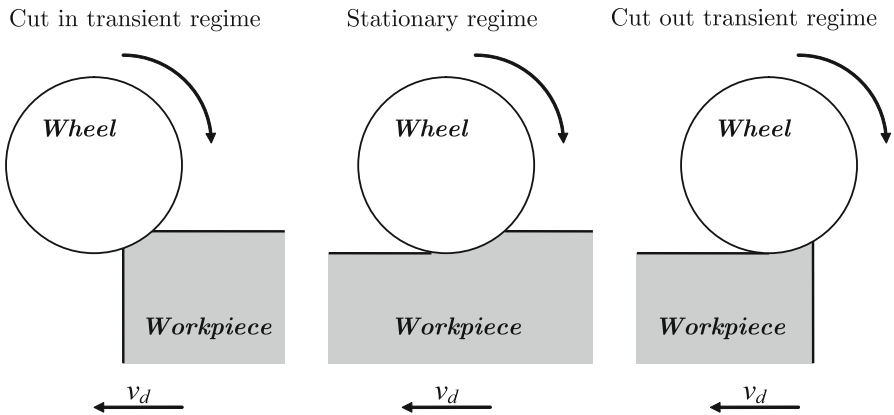 Cut in transient regime
Stationary regime
Cut out transient regime
Wheel
Wheel
Wheel
Workpiece
Workpiece
Workpiece
v_d
v_d
v_d